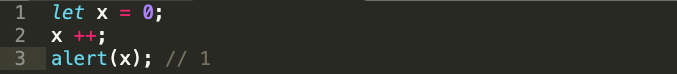 1 let x = 0;
2 x ++;
3 alert(x); // 1